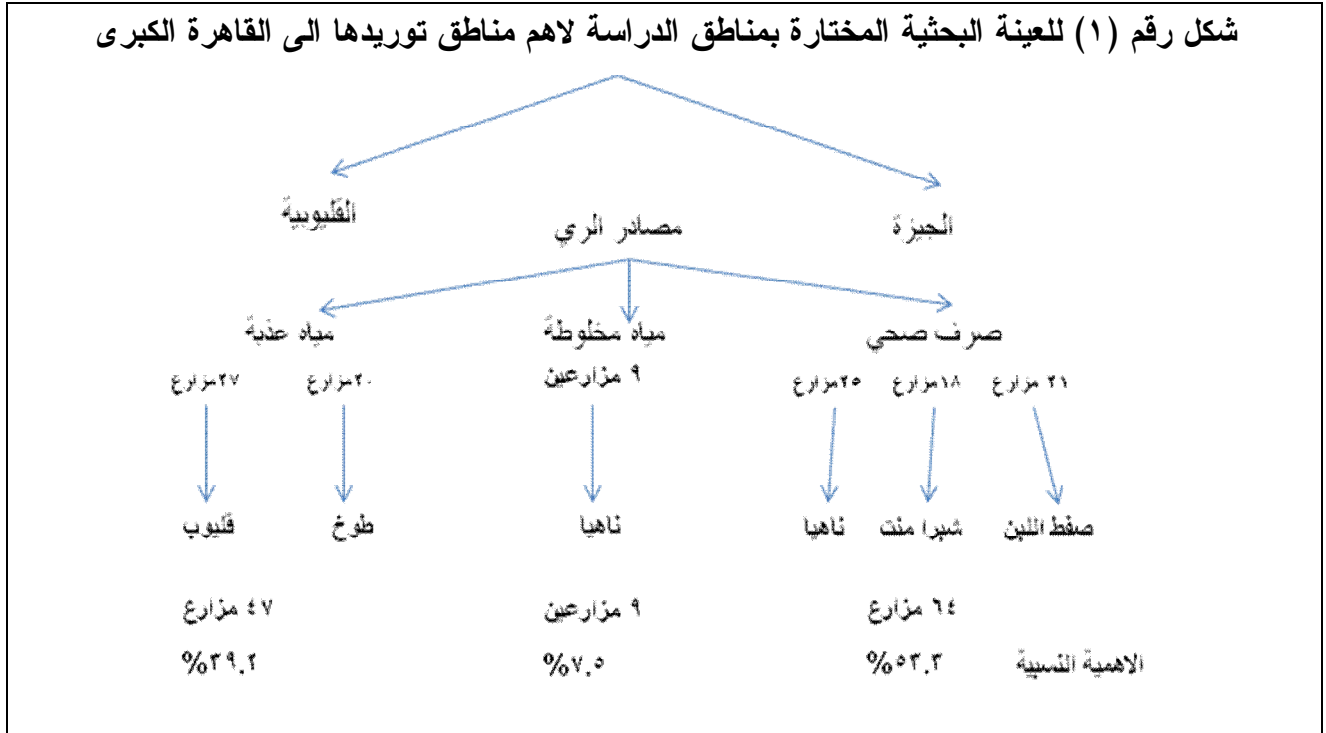 شكل رقم (١) للعينة البحثية المختارة بمناطق الدراسة لاهم مناطق توريدها الى القاهرة الكبرى
الجيزة
القليوبية
مصادر الري
صرف صحي
مياه مخلوطة
مياه عذبة
٢١ مزارع
١٨مزارع
٢٥مزارع
٩ مزارعين
٢٠مزارع
٢٧مزارع
صفط اللبن
شبرا منت
ناهيا
ناهيا
طوخ
قليوب
٦٤ مزارع
٩ مزارعين
٤٧ مزارع
الاهمية النسبية
٥٣.٣%
٧.٥%
٣٩.٢%